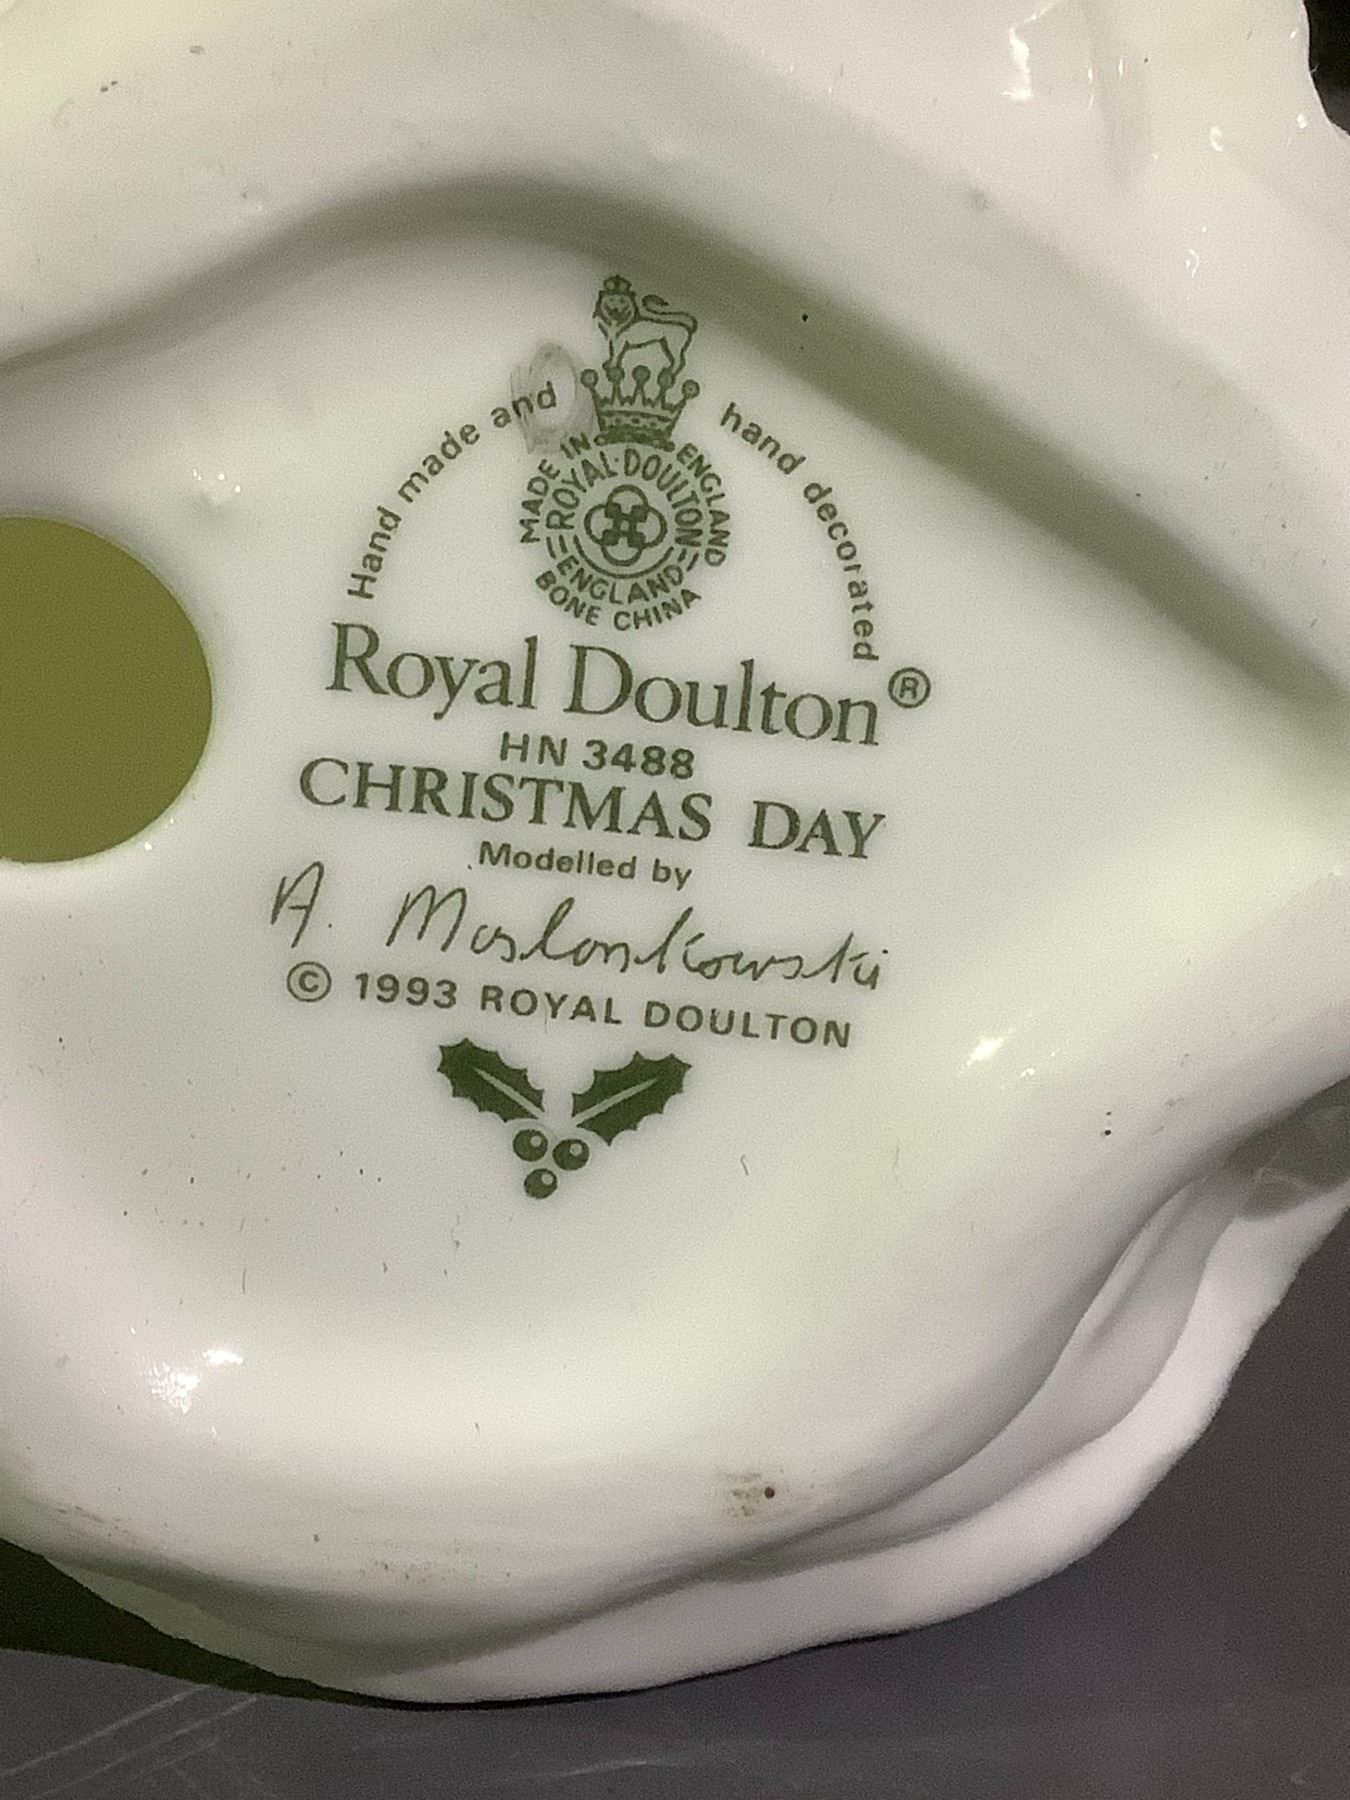 Hand made and hand decorated
MADE IN ENGLAND
ROYAL·DOULTON
ENGLAND
BONE CHINA
Royal Doulton®
HN 3488
CHRISTMAS DAY
Modelled by
A. Maslankowski
© 1993 ROYAL DOULTON